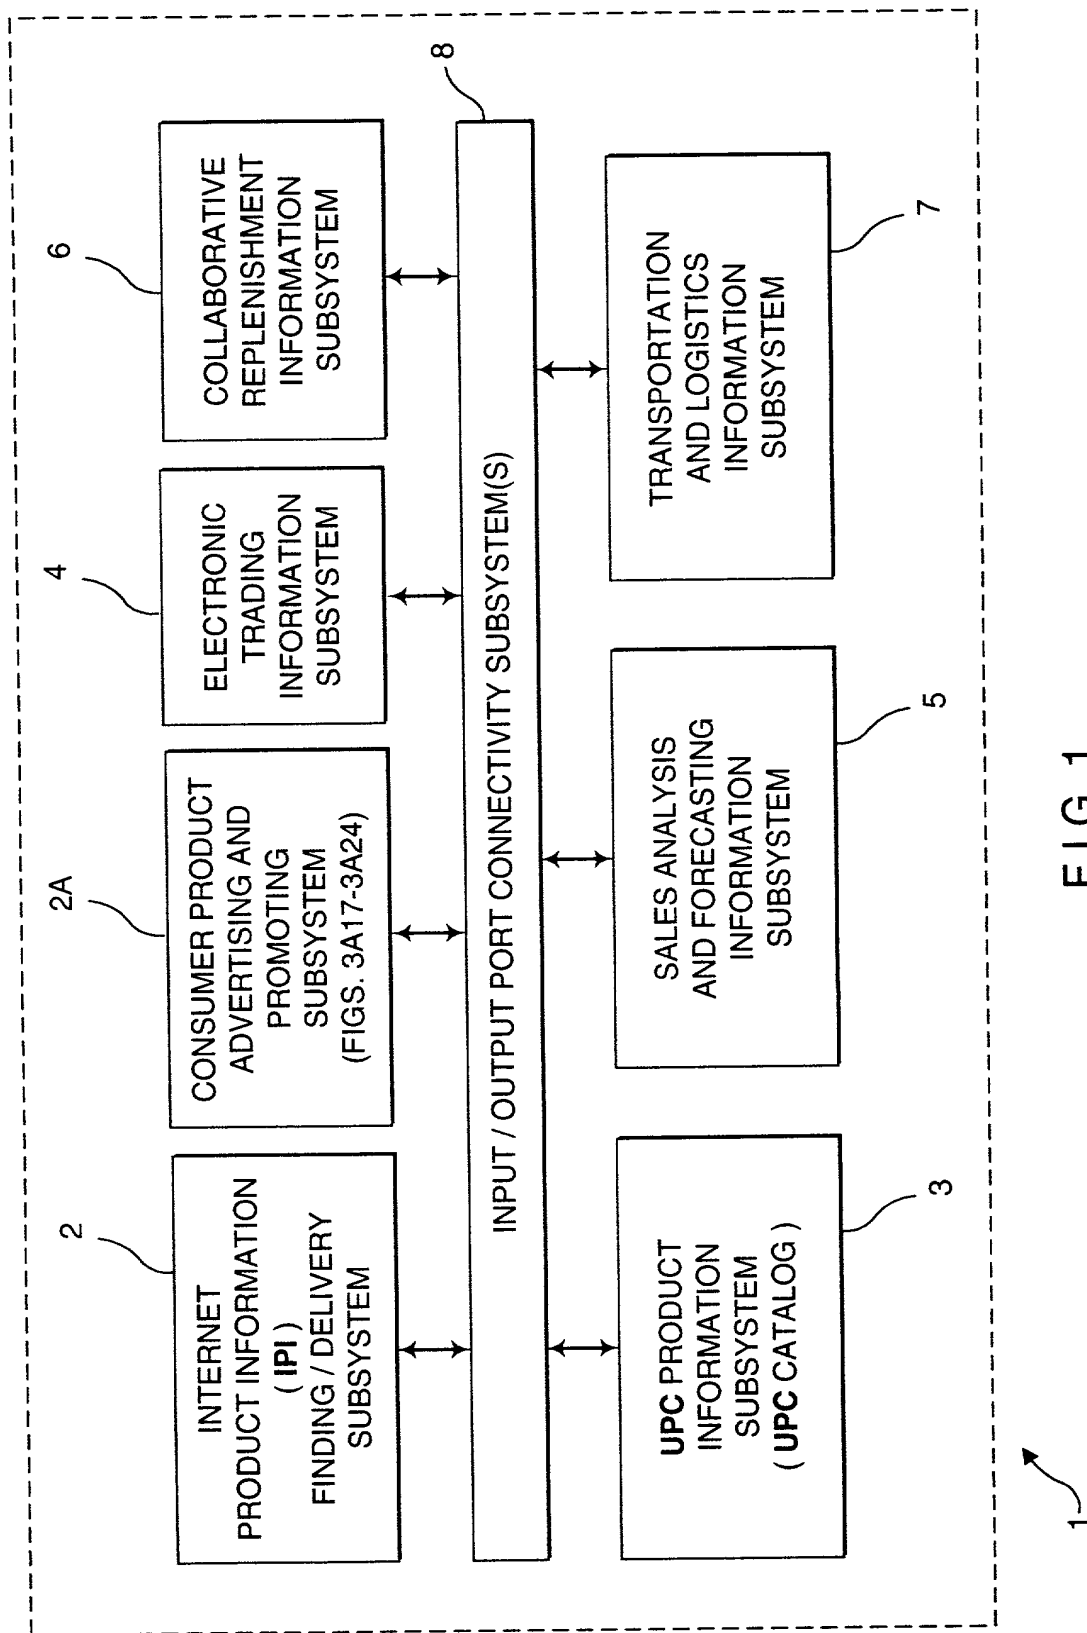 2
INTERNET
PRODUCT INFORMATION
( IPI )
FINDING / DELIVERY
SUBSYSTEM
2A
CONSUMER PRODUCT
ADVERTISING AND
PROMOTING
SUBSYSTEM
(FIGS. 3A17-3A24)
4
ELECTRONIC
TRADING
INFORMATION
SUBSYSTEM
6
COLLABORATIVE
REPLENISHMENT
INFORMATION
SUBSYSTEM
8
INPUT / OUTPUT PORT CONNECTIVITY SUBSYSTEM(S)
UPC PRODUCT
INFORMATION
SUBSYSTEM
( UPC CATALOG )
3
SALES ANALYSIS
AND FORECASTING
INFORMATION
SUBSYSTEM
5
TRANSPORTATION
AND LOGISTICS
INFORMATION
SUBSYSTEM
7
1
FIG 1